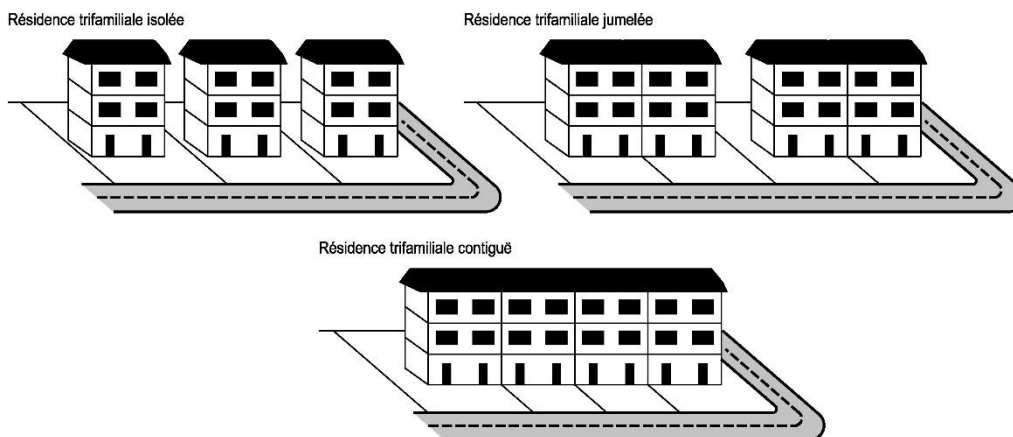 Résidence trifamiliale isolée
Résidence trifamiliale jumelée
Résidence trifamiliale contiguë